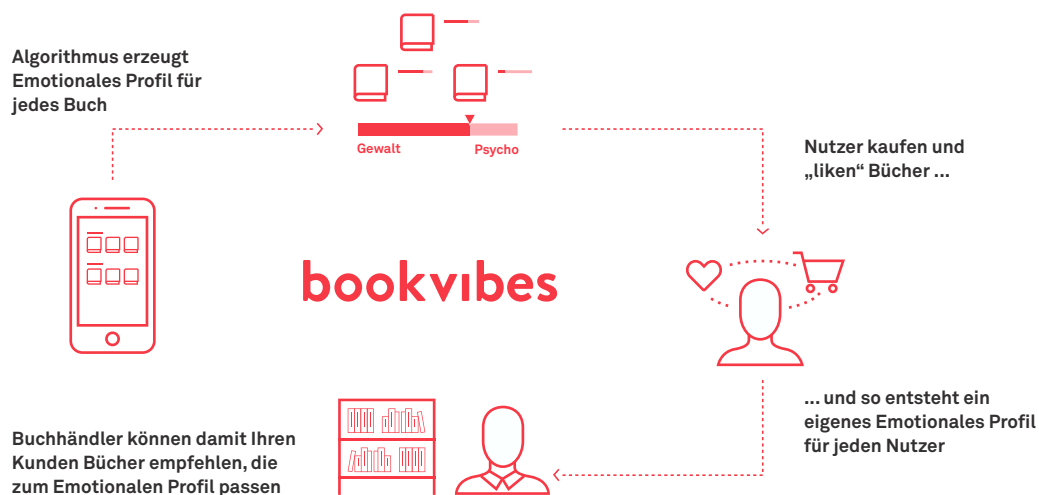 Algorithmus erzeugt
Emotionales Profil für
jedes Buch
Gewalt
Psycho
Nutzer kaufen und
„liken“ Bücher ...
bookvibes
... und so entsteht ein
eigenes Emotionales Profil
für jeden Nutzer
Buchhändler können damit Ihren
Kunden Bücher empfehlen, die
zum Emotionalen Profil passen